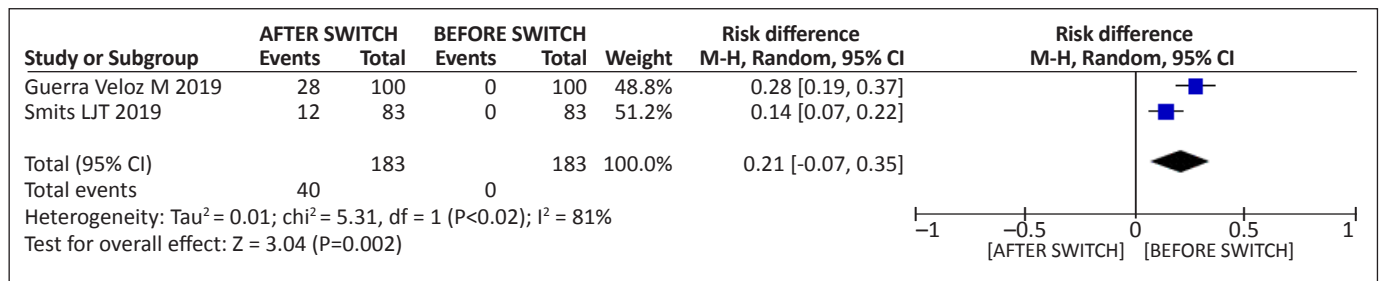 AFTER SWITCH BEFORE SWITCH Risk difference Risk difference
Study or Subgroup Events Total Events Total Weight M-H, Random, 95% CI M-H, Random, 95% CI
Guerra Veloz M 2019 28 100 0 100 48.8% 0.28 [0.19, 0.37]
Smits LJT 2019 12 83 0 83 51.2% 0.14 [0.07, 0.22]
Total (95% CI) 183 183 100.0% 0.21 [-0.07, 0.35]
Total events 40 0
Heterogeneity: Tau² = 0.01; chi² = 5.31, df = 1 (P<0.02); I² = 81%
Test for overall effect: Z = 3.04 (P=0.002)
–1 –0.5 0 0.5 1
[AFTER SWITCH] [BEFORE SWITCH]